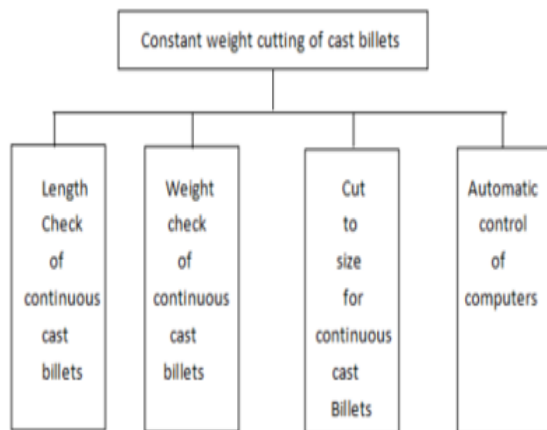 Constant weight cutting of cast billets
Length
Check
of
continuous
cast
billets
Weight
check
of
continuous
cast
billets
Cut
to
size
for
continuous
cast
Billets
Automatic
control
of
computers